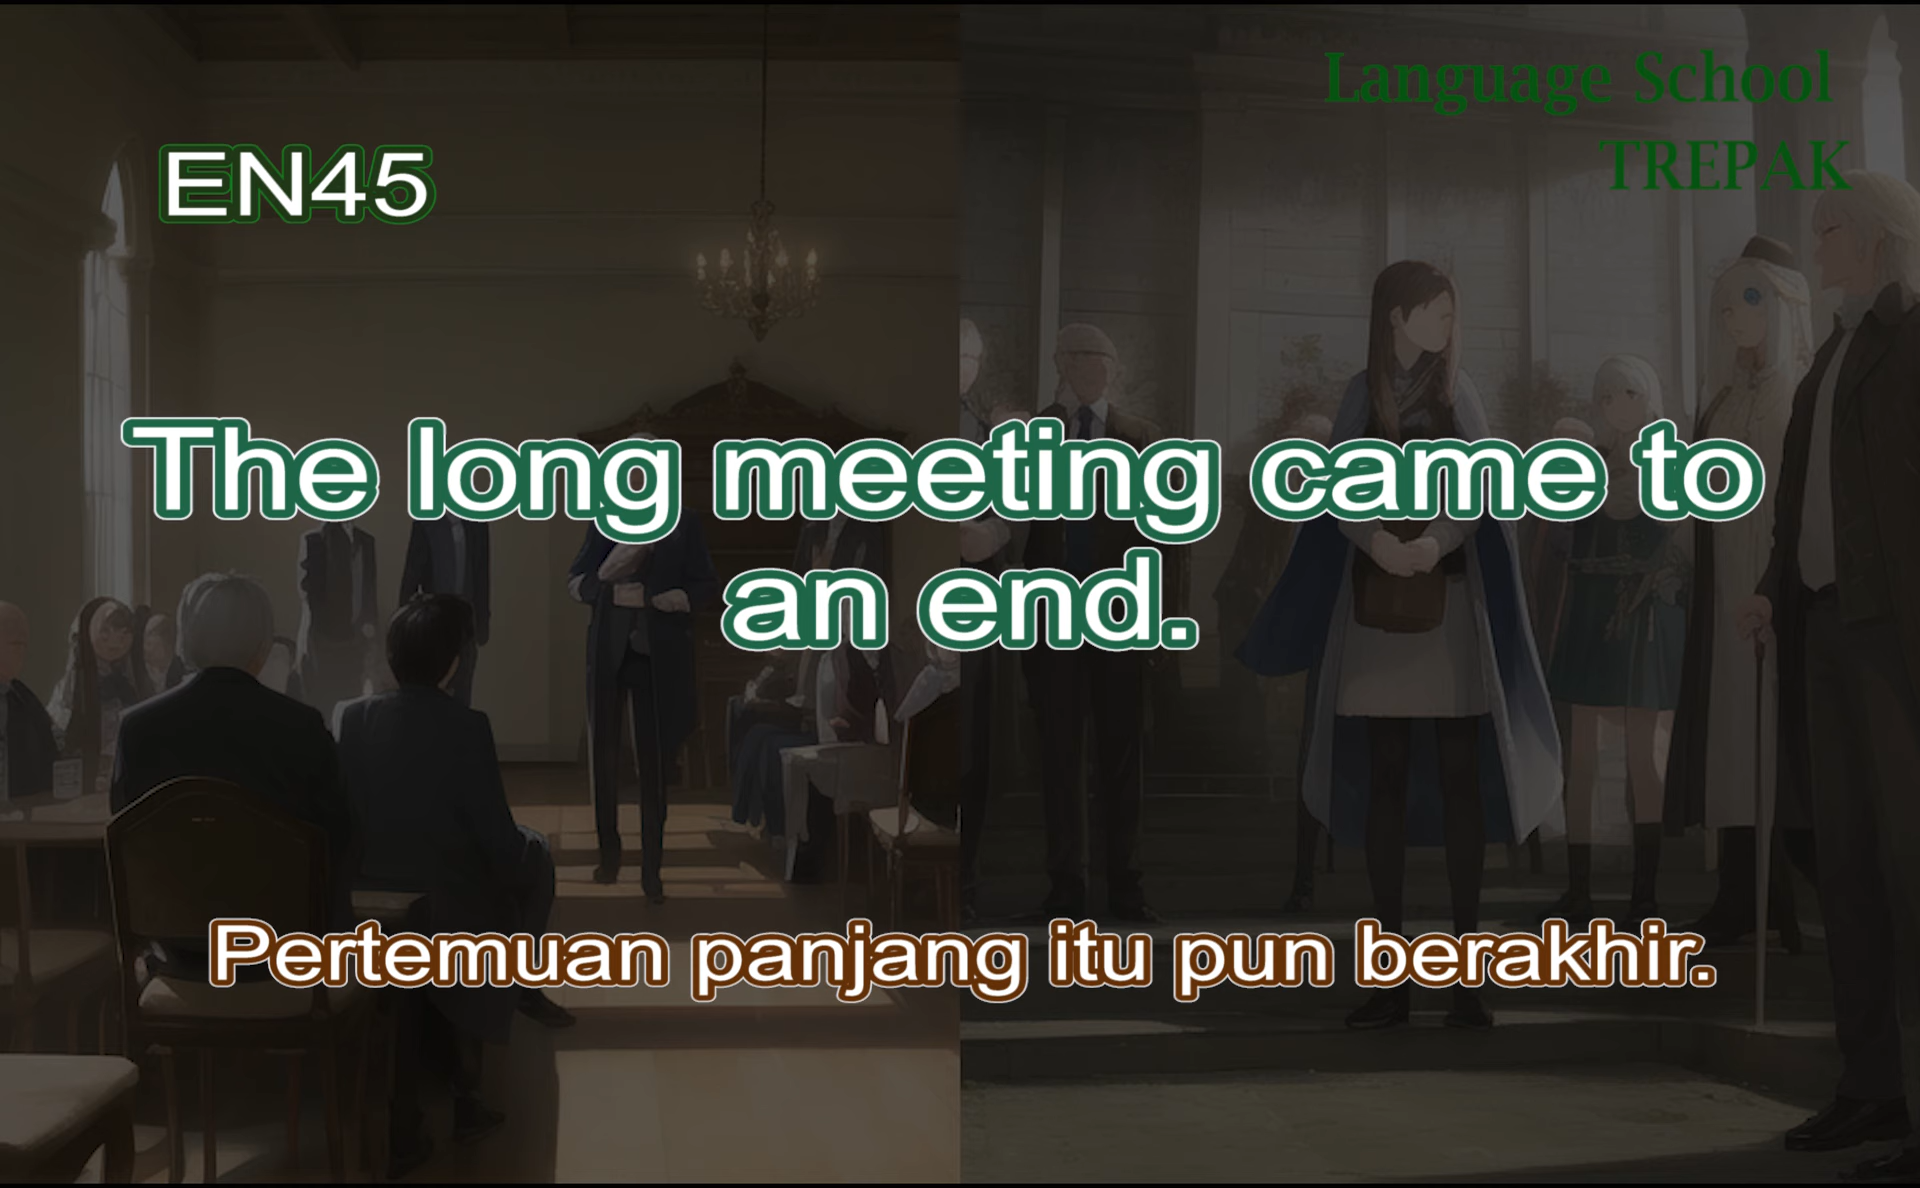 Language School
TREPAK
EN45
The long meeting came to
an end.
Pertemuan panjang itu pun berakhir.